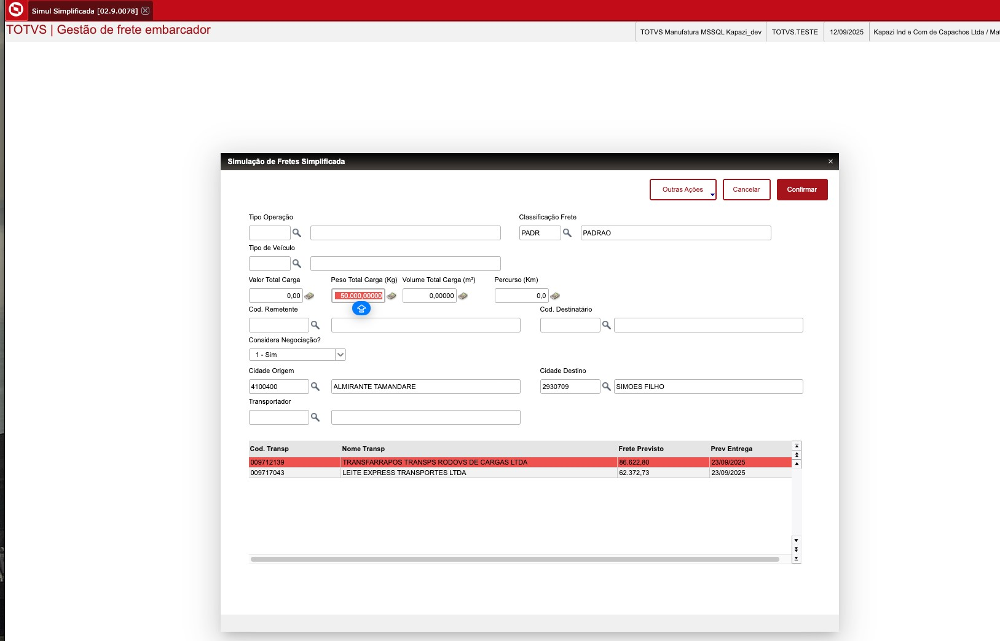 Simul Simplificada [02.9.0078]
TOTVS | Gestão de frete embarcador
TOTVS Manufatura MSSQL Kapazi_dev
TOTVS.TESTE
12/09/2025
Kapazi Ind e Com de Capachos Ltda / Mat
Simulação de Fretes Simplificada
Outras Ações
Cancelar
Confirmar
Tipo Operação
Classificação Frete
PADR
PADRAO
Tipo de Veículo
Valor Total Carga
Peso Total Carga (Kg)
Volume Total Carga (m³)
Percurso (Km)
0,00
50.000,00000
0,00000
0,0
Cod. Remetente
Cod. Destinatário
Considera Negociação?
1 - Sim
Cidade Origem
Cidade Destino
4100400
ALMIRANTE TAMANDARE
2930709
SIMOES FILHO
Transportador
Cod. Transp
Nome Transp
Frete Previsto
Prev Entrega
009712139
TRANSFARRAPOS TRANSPS RODOVS DE CARGAS LTDA
86.622,80
23/09/2025
009717043
LEITE EXPRESS TRANSPORTES LTDA
62.372,73
23/09/2025